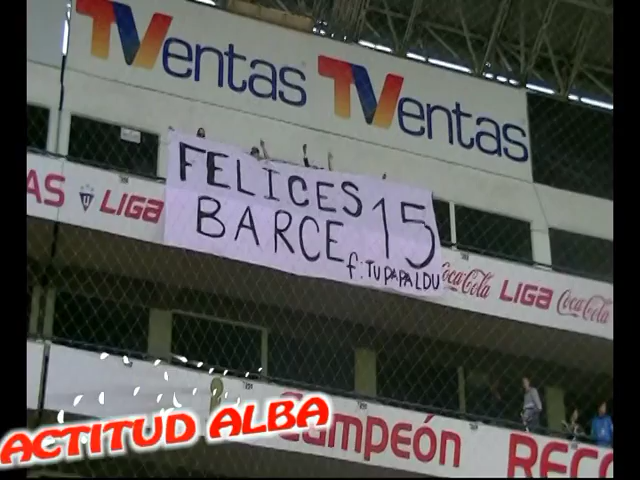 TVentas TVentas
FELICES 15
BARCE
f: TU PAPA LDU
AS U LIGA Coca-Cola LIGA Coca-Cola
ACTITUD ALBA
Campeón RECO